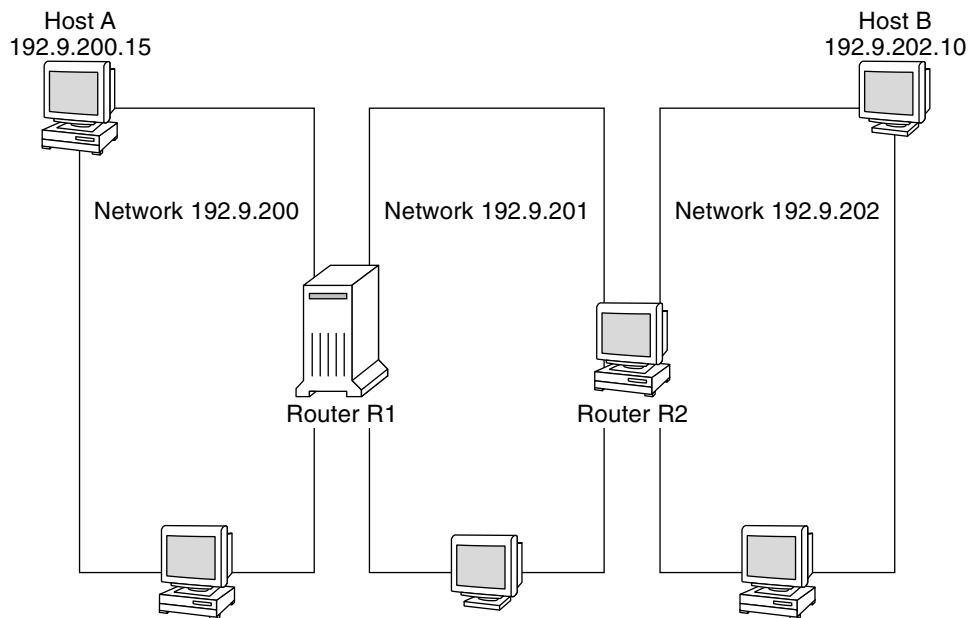 Host A
192.9.200.15
Host B
192.9.202.10
Network 192.9.200
Network 192.9.201
Network 192.9.202
Router R1
Router R2